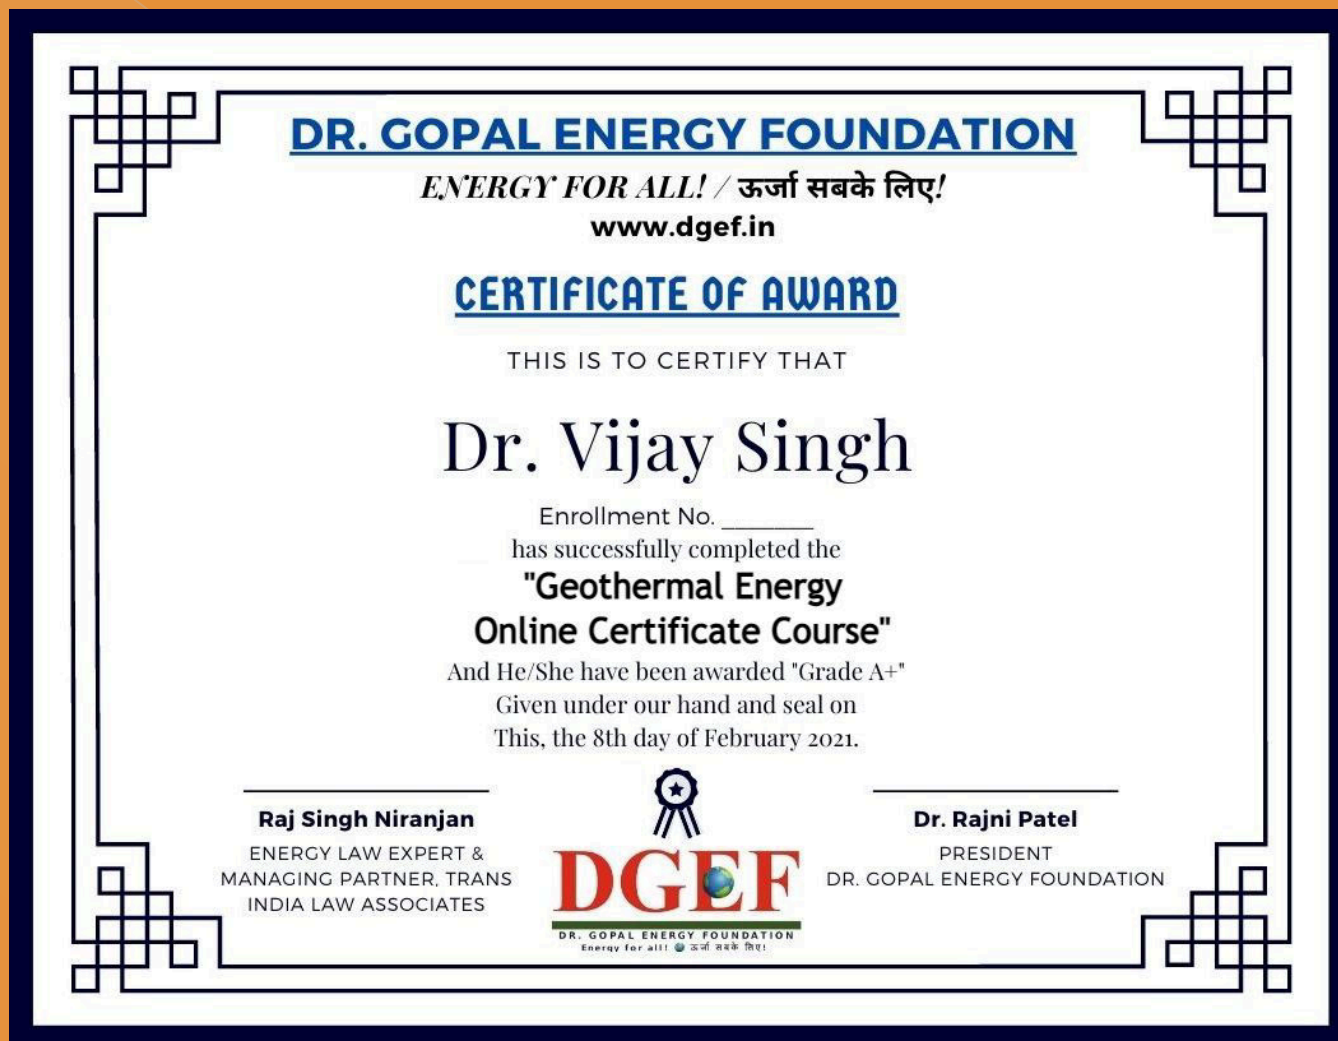 DR. GOPAL ENERGY FOUNDATION
ENERGY FOR ALL! / ऊर्जा सबके लिए!
www.dgef.in
CERTIFICATE OF AWARD
THIS IS TO CERTIFY THAT
Dr. Vijay Singh
Enrollment No. _______
has successfully completed the
"Geothermal Energy
Online Certificate Course"
And He/She have been awarded "Grade A+"
Given under our hand and seal on
This, the 8th day of February 2021.
Raj Singh Niranjan
ENERGY LAW EXPERT &
MANAGING PARTNER, TRANS
INDIA LAW ASSOCIATES
DGEF
DR. GOPAL ENERGY FOUNDATION
Energy for all! ऊर्जा सबके लिए!
Dr. Rajni Patel
PRESIDENT
DR. GOPAL ENERGY FOUNDATION